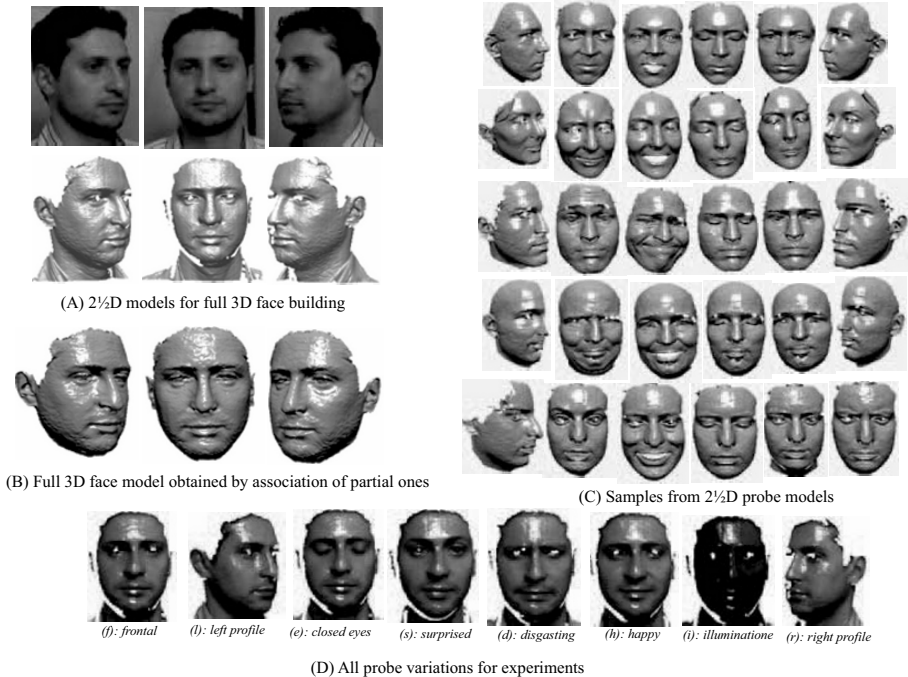 (A) 2½D models for full 3D face building
(B) Full 3D face model obtained by association of partial ones
(C) Samples from 2½D probe models
(f): frontal
(l): left profile
(e): closed eyes
(s): surprised
(d): disgasting
(h): happy
(i): illuminatione
(r): right profile
(D) All probe variations for experiments